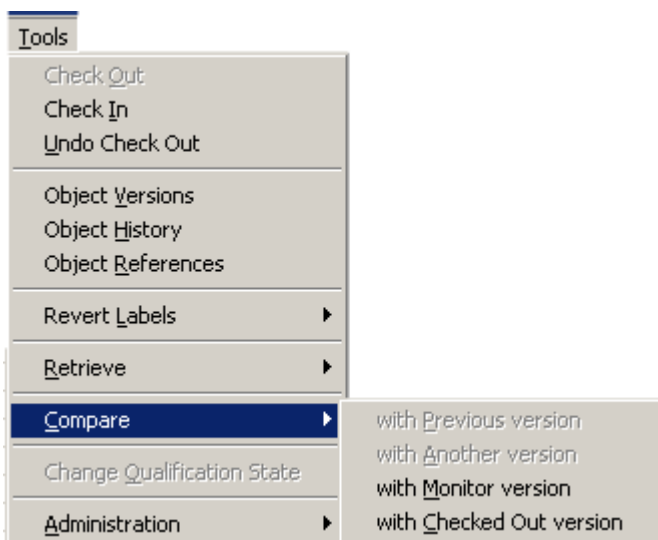 Tools
Check Out
Check In
Undo Check Out
Object Versions
Object History
Object References
Revert Labels
Retrieve
Compare
with Previous version
with Another version
with Monitor version
with Checked Out version
Change Qualification State
Administration